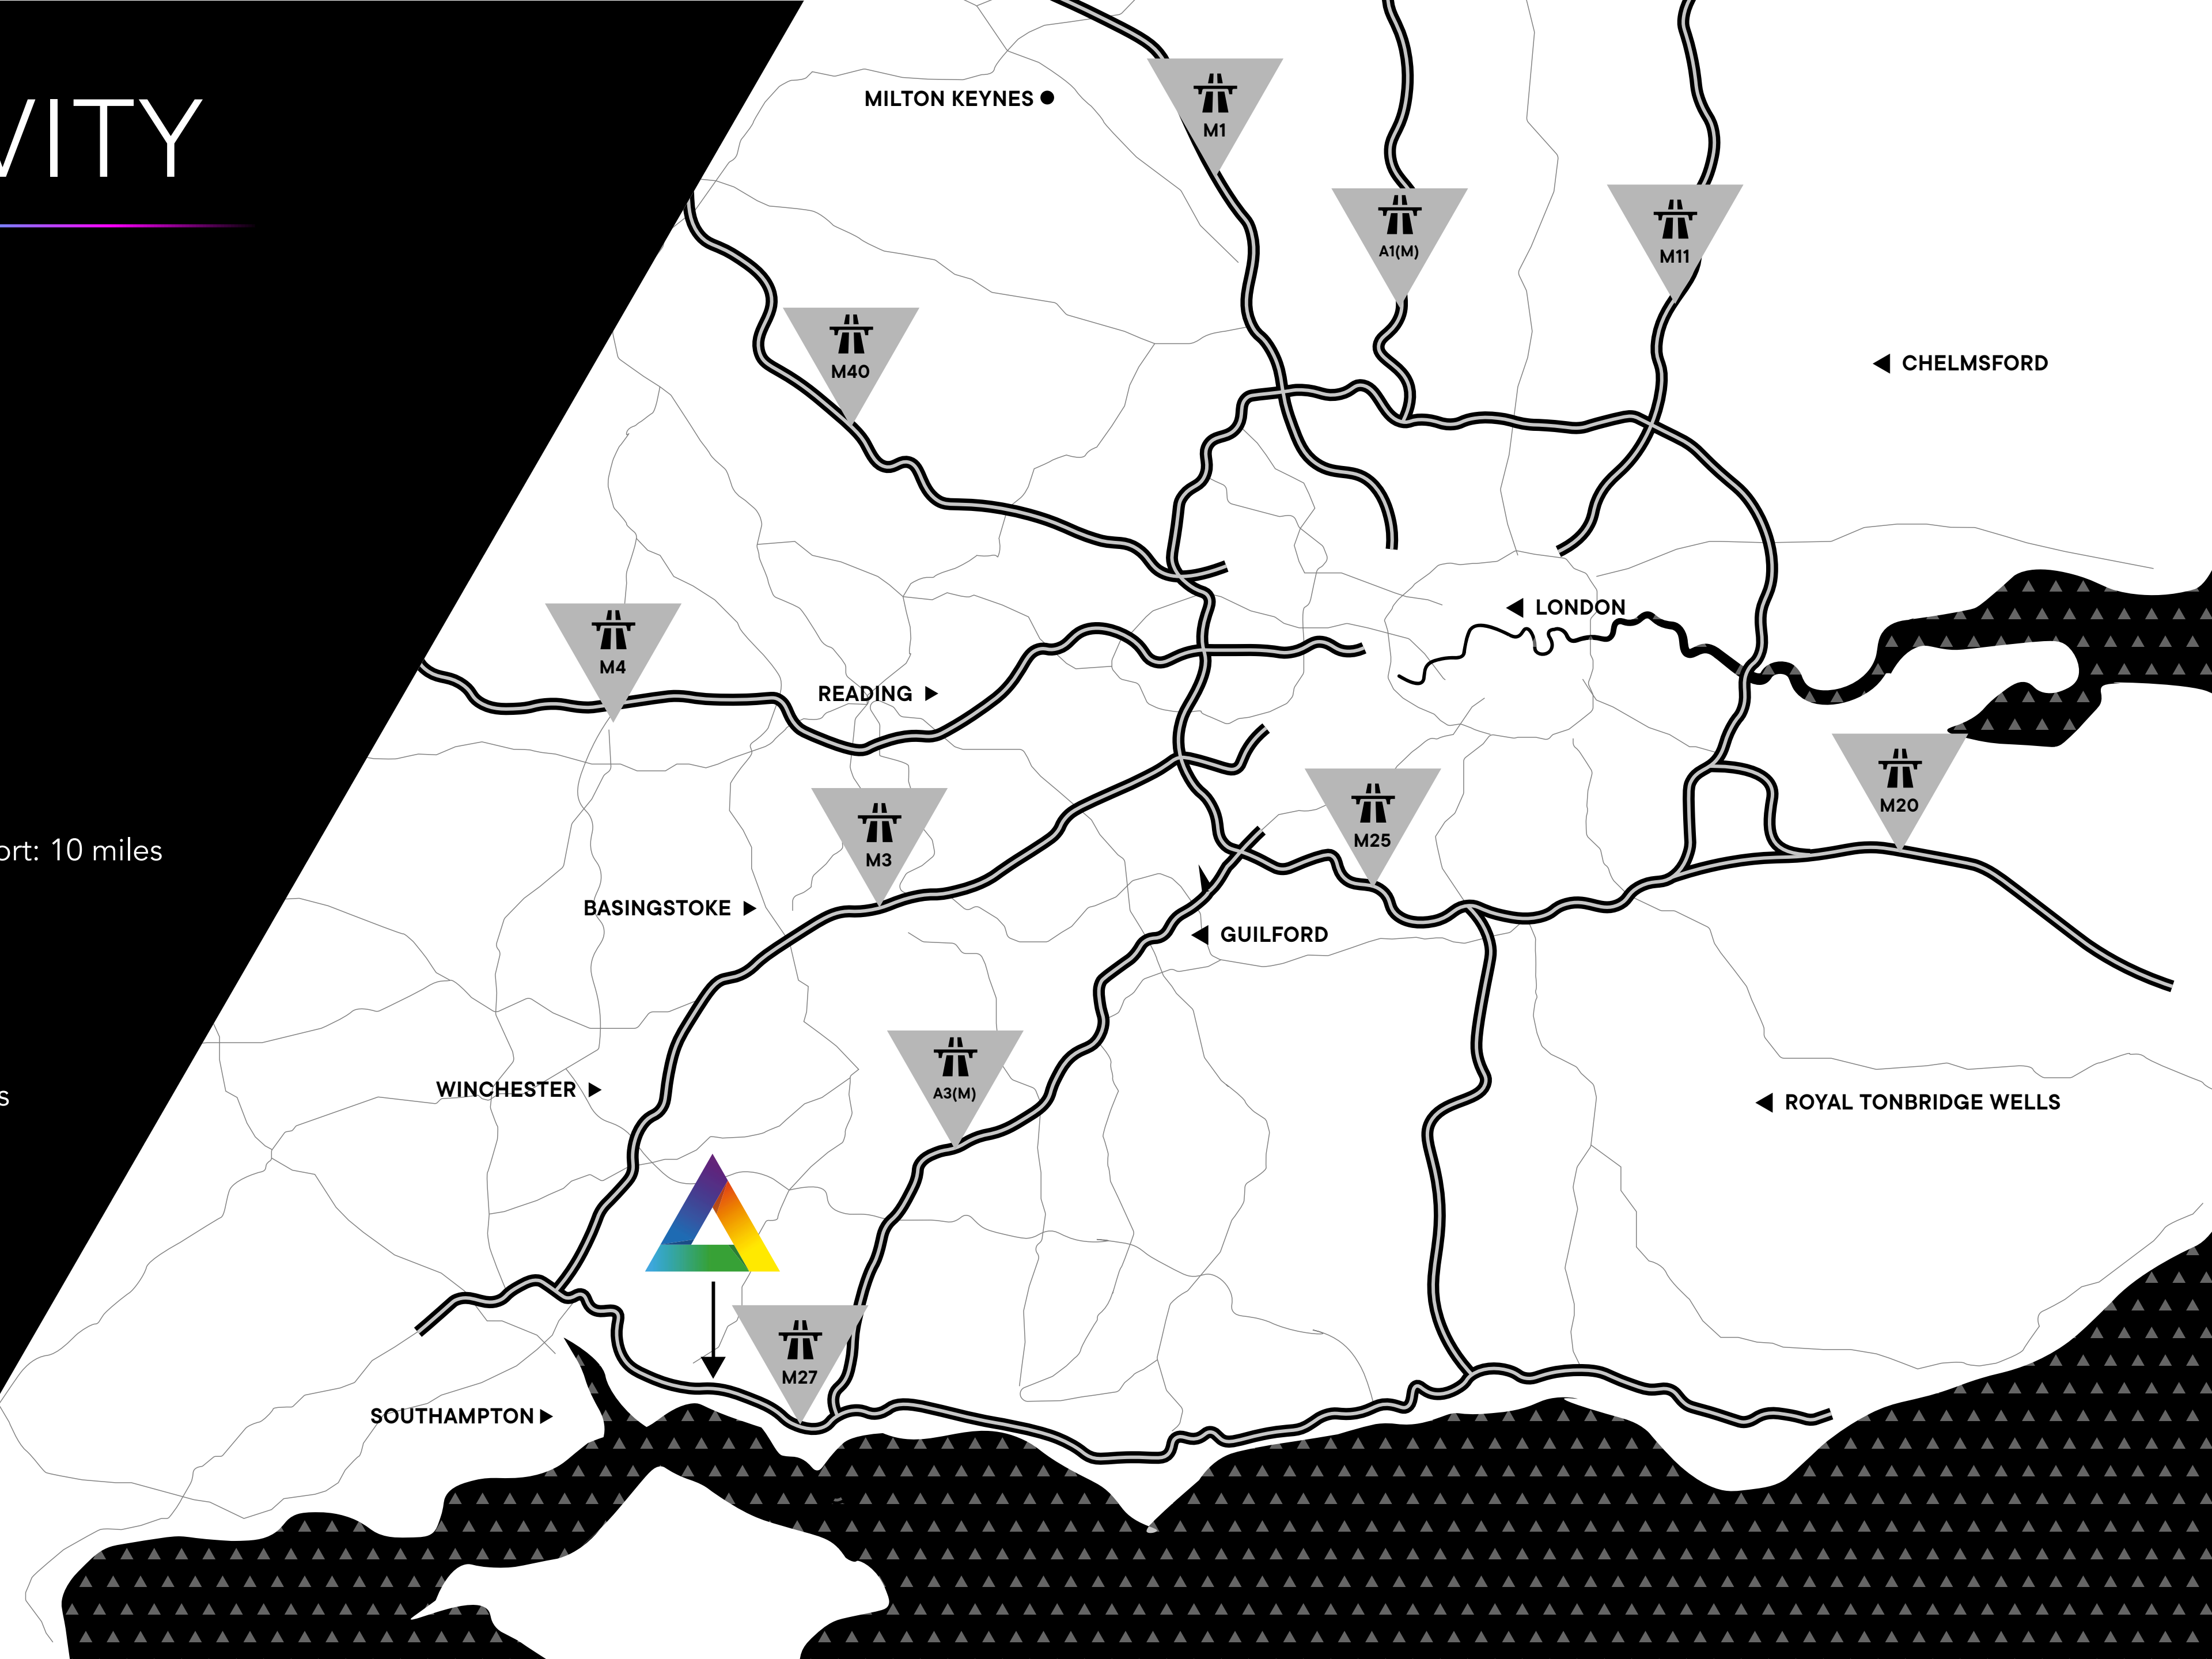 VITY
ort: 10 miles
s
MILTON KEYNES
M1
A1(M)
M11
M40
CHELMSFORD
LONDON
M4
READING
M20
M25
M3
BASINGSTOKE
GUILFORD
WINCHESTER
A3(M)
ROYAL TONBRIDGE WELLS
M27
SOUTHAMPTON